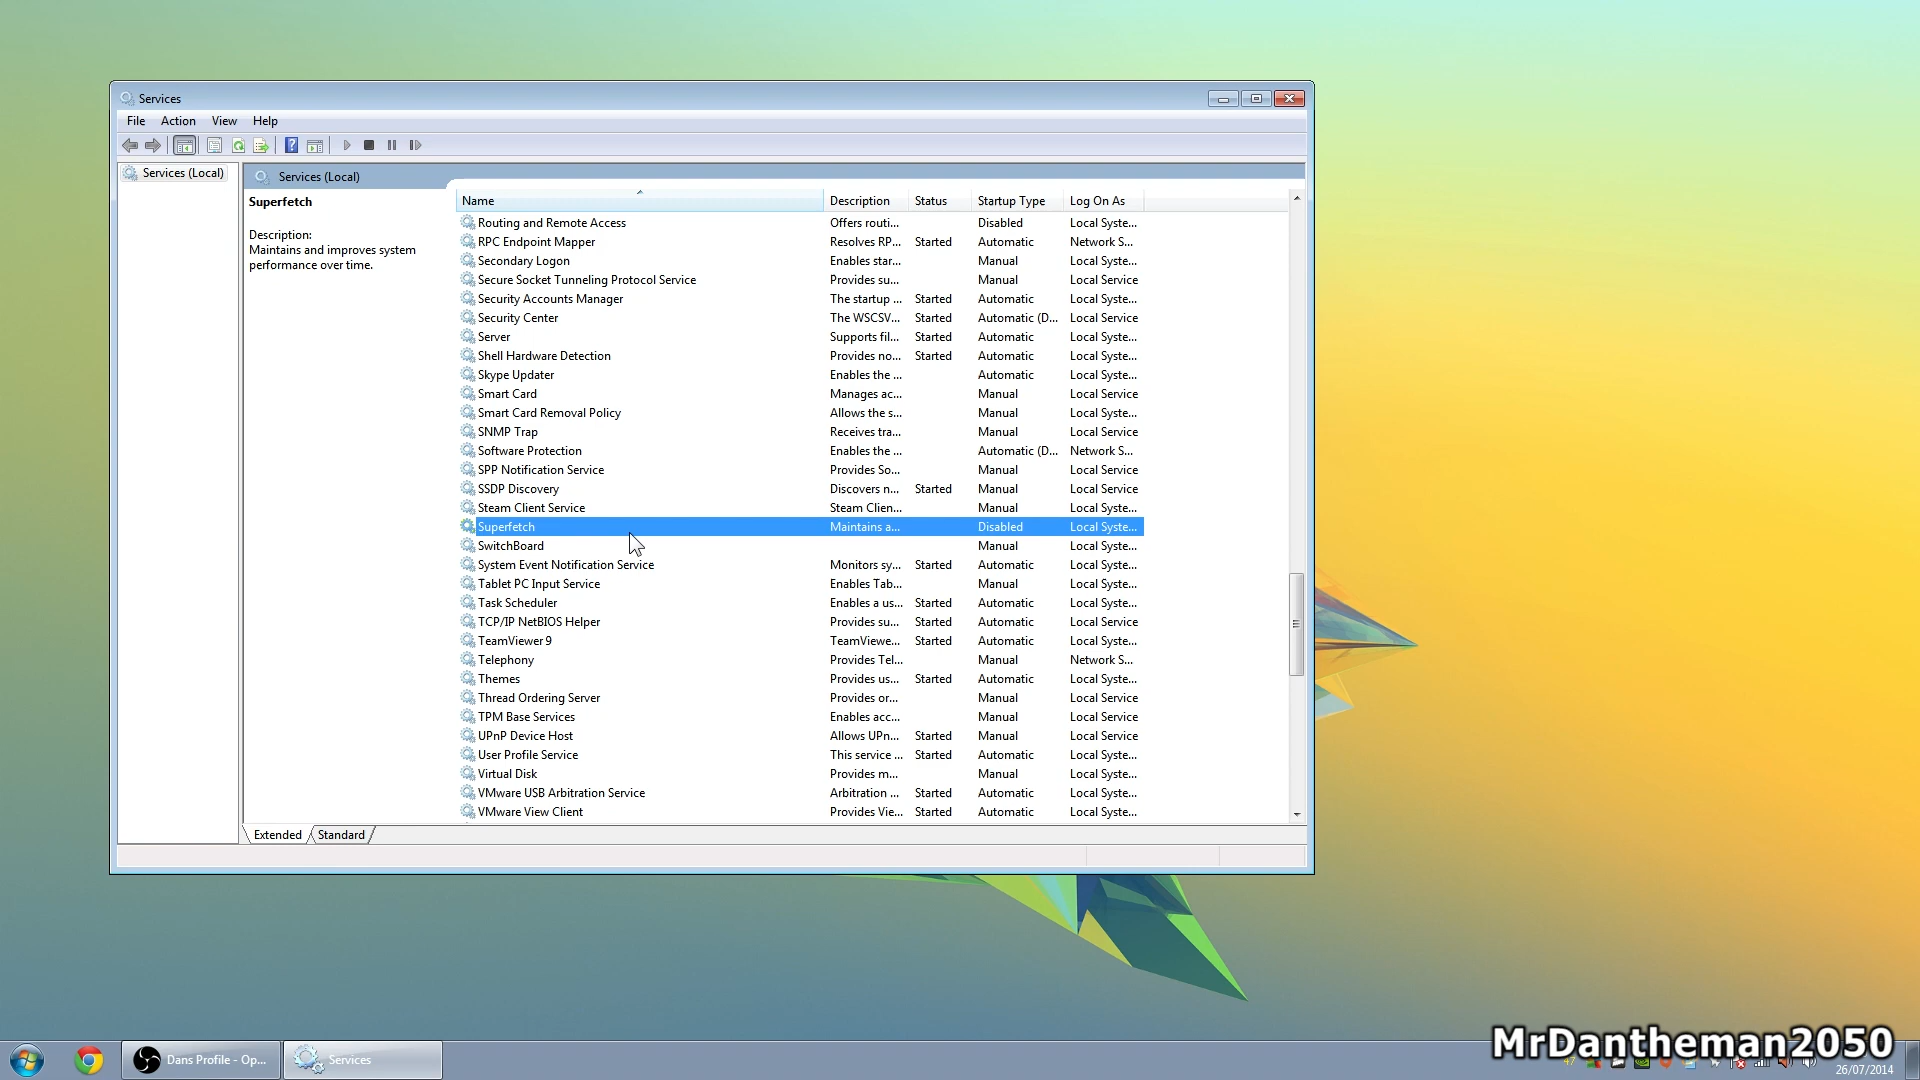 Services
File Action View Help
Services (Local)
Services (Local)
Superfetch
Description:
Maintains and improves system
performance over time.
Name Description Status Startup Type Log On As
Routing and Remote Access Offers routi... Disabled Local Syste...
RPC Endpoint Mapper Resolves RP... Started Automatic Network S...
Secondary Logon Enables star... Manual Local Syste...
Secure Socket Tunneling Protocol Service Provides su... Manual Local Service
Security Accounts Manager The startup ... Started Automatic Local Syste...
Security Center The WSCSV... Started Automatic (D... Local Service
Server Supports fil... Started Automatic Local Syste...
Shell Hardware Detection Provides no... Started Automatic Local Syste...
Skype Updater Enables the ... Automatic Local Syste...
Smart Card Manages ac... Manual Local Service
Smart Card Removal Policy Allows the s... Manual Local Syste...
SNMP Trap Receives tra... Manual Local Service
Software Protection Enables the ... Automatic (D... Network S...
SPP Notification Service Provides So... Manual Local Service
SSDP Discovery Discovers n... Started Manual Local Service
Steam Client Service Steam Clien... Manual Local Syste...
Superfetch Maintains a... Disabled Local Syste...
SwitchBoard Manual Local Syste...
System Event Notification Service Monitors sy... Started Automatic Local Syste...
Tablet PC Input Service Enables Tab... Manual Local Syste...
Task Scheduler Enables a us... Started Automatic Local Syste...
TCP/IP NetBIOS Helper Provides su... Started Automatic Local Service
TeamViewer 9 TeamViewe... Started Automatic Local Syste...
Telephony Provides Tel... Manual Network S...
Themes Provides us... Started Automatic Local Syste...
Thread Ordering Server Provides or... Manual Local Service
TPM Base Services Enables acc... Manual Local Service
UPnP Device Host Allows UPn... Started Manual Local Service
User Profile Service This service ... Started Automatic Local Syste...
Virtual Disk Provides m... Manual Local Syste...
VMware USB Arbitration Service Arbitration ... Started Automatic Local Syste...
VMware View Client Provides Vie... Started Automatic Local Syste...
Extended Standard
MrDantheman2050
Dans Profile - Op... Services
26/07/2014